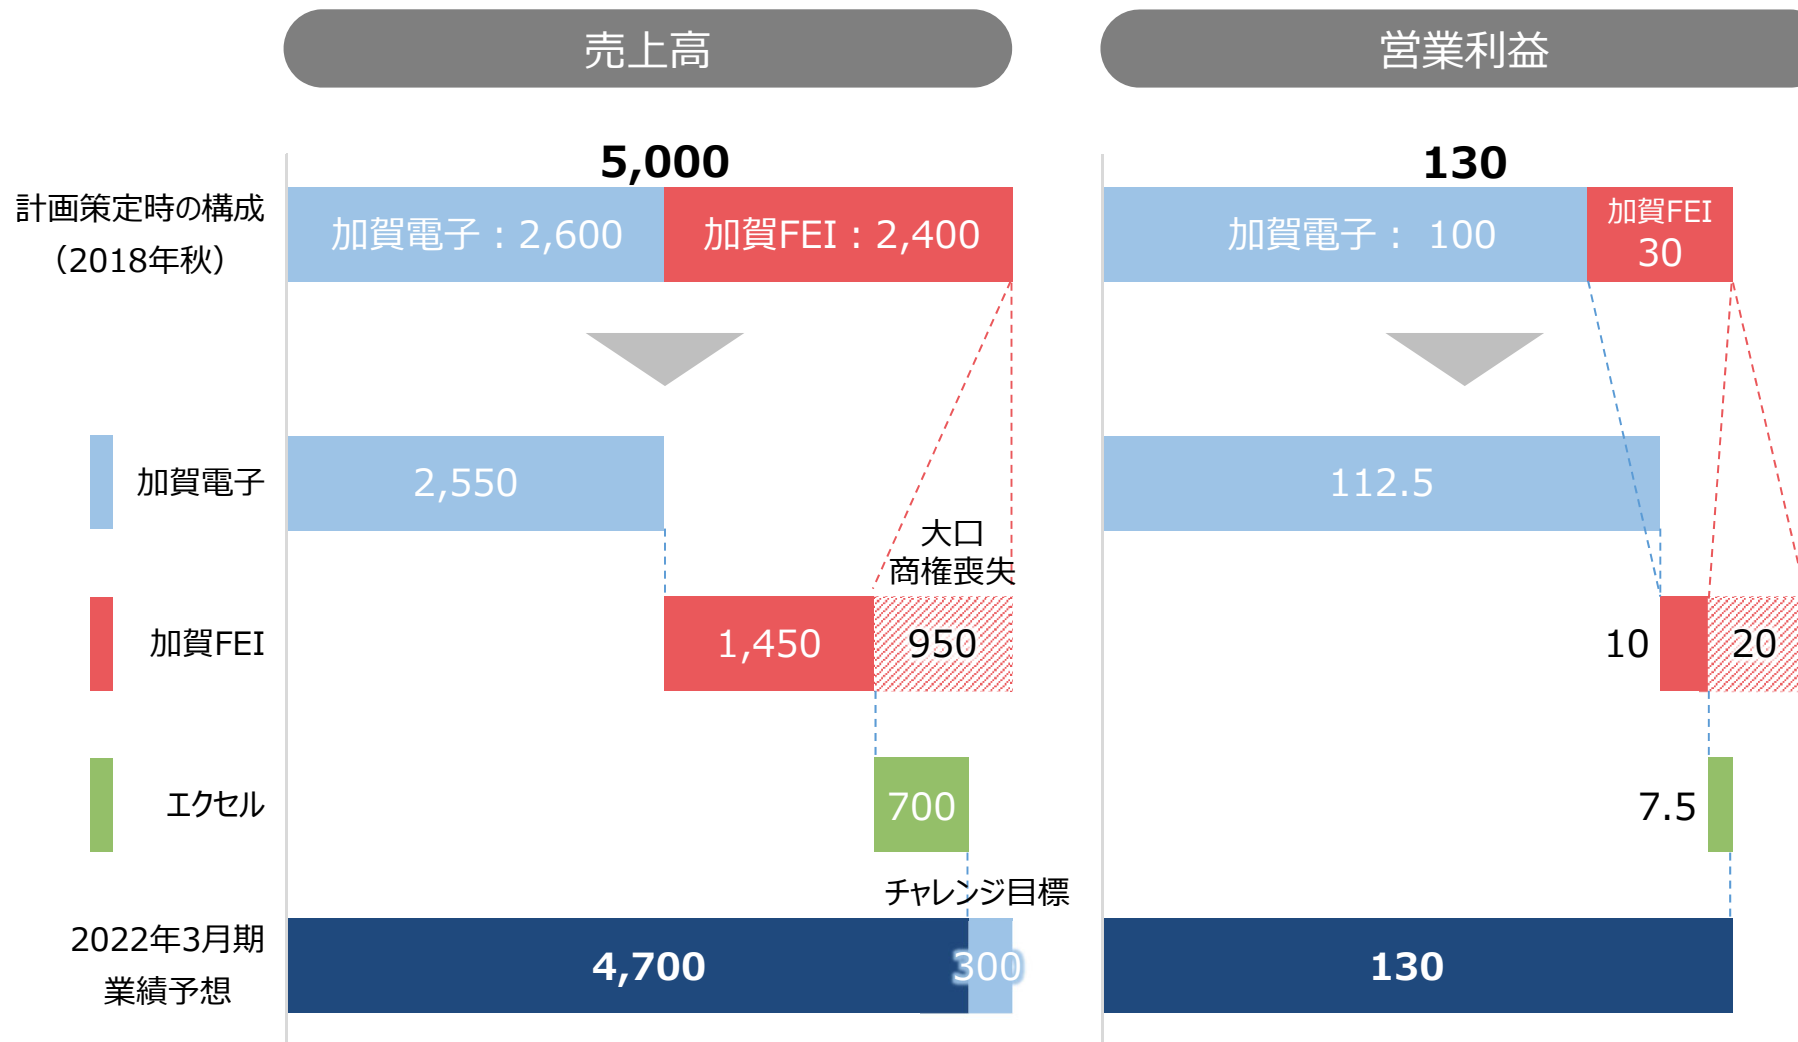 売上高
営業利益
5,000
130
計画策定時の構成
（2018年秋）
加賀電子：2,600
加賀FEI：2,400
加賀電子： 100
加賀FEI
30
加賀電子
2,550
112.5
大口
商権喪失
加賀FEI
1,450
950
10
20
エクセル
700
7.5
チャレンジ目標
2022年3月期
業績予想
4,700
300
130